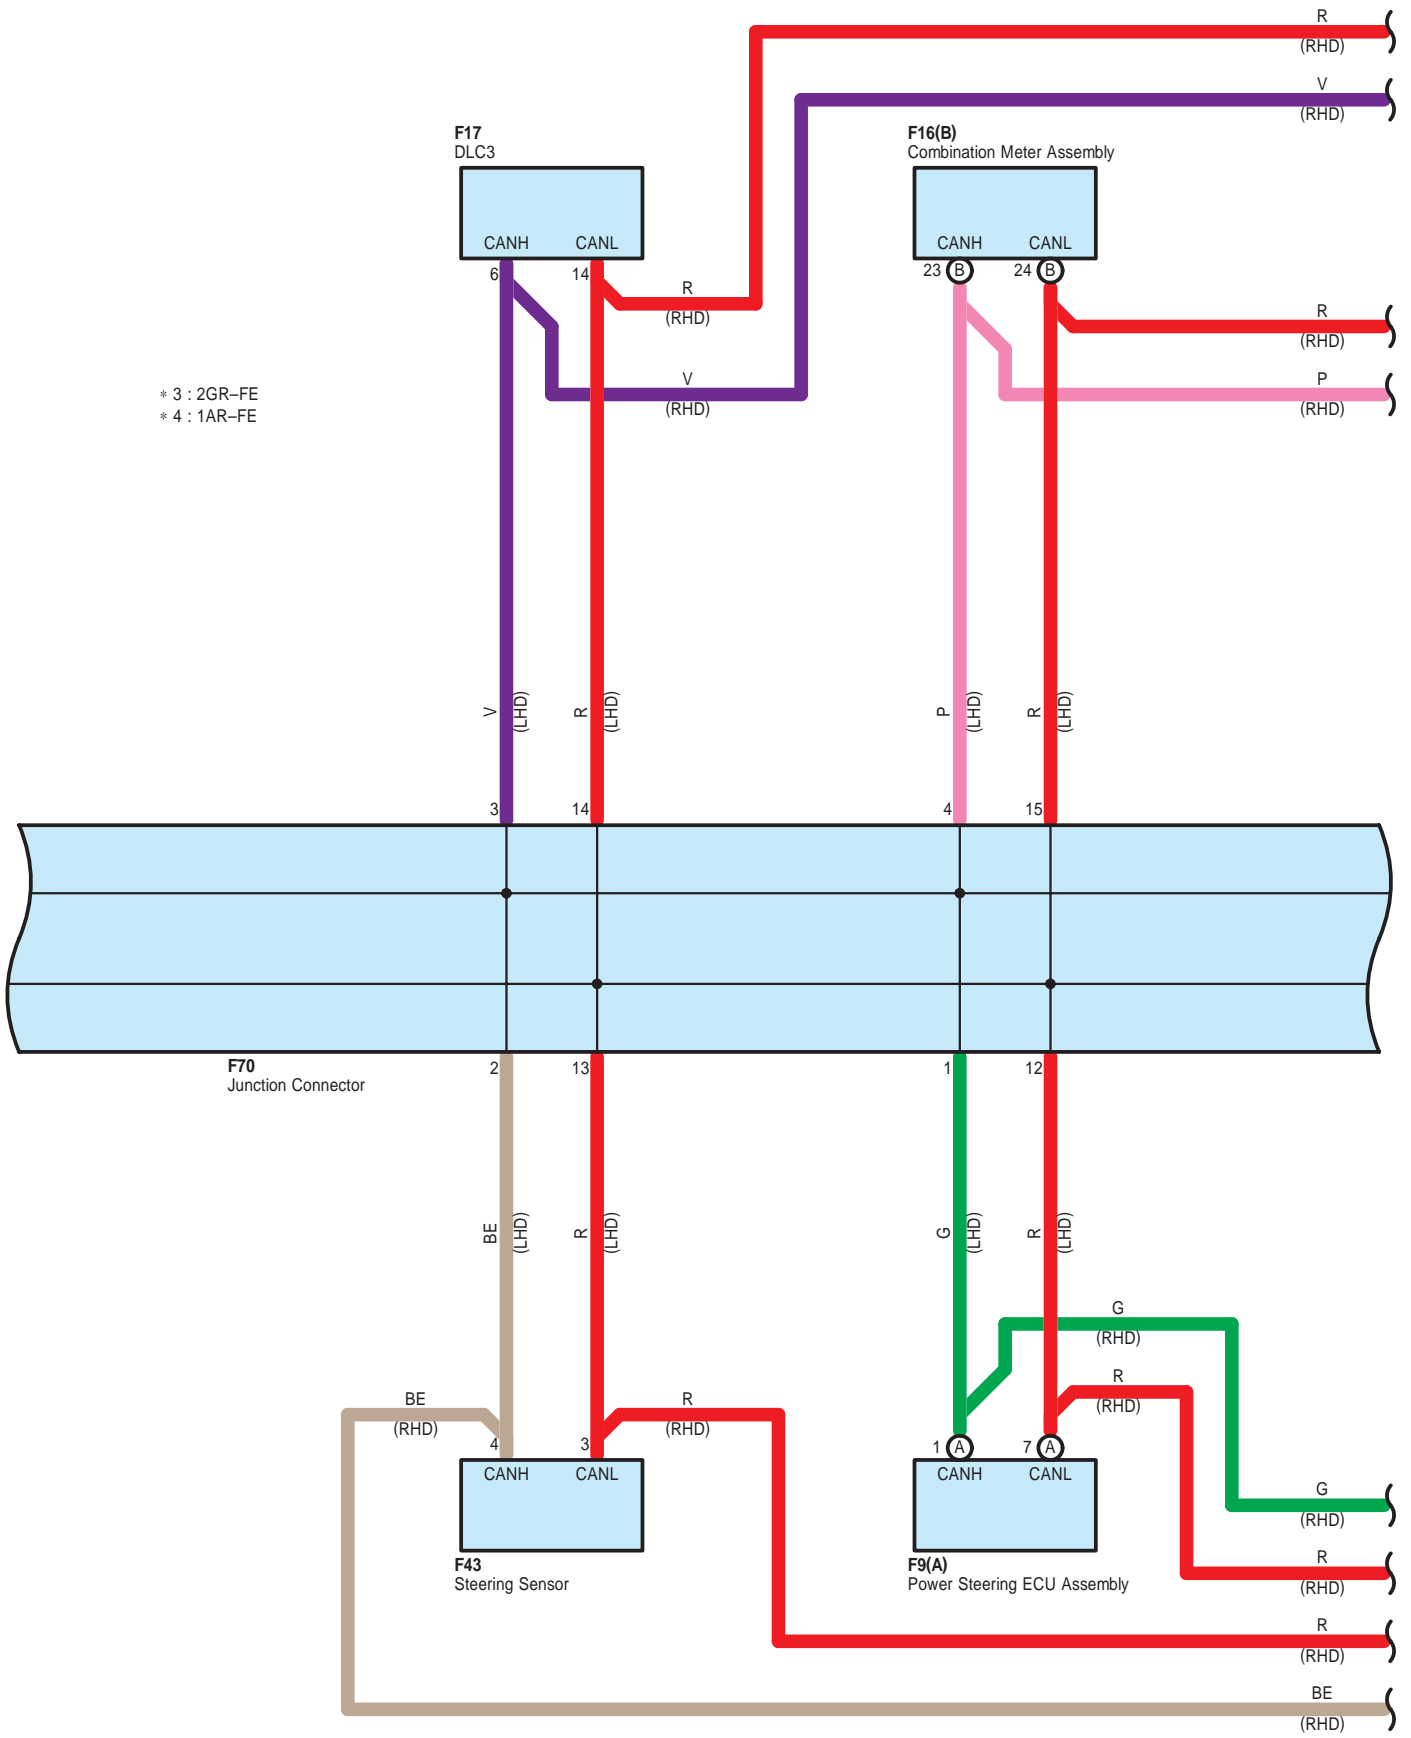 R
(RHD)
V
(RHD)
F17
DLC3
F16(B)
Combination Meter Assembly
CANH CANL
CANH CANL
6 14
23 B 24 B
R
(RHD)
R
(RHD)
V
(RHD)
P
(RHD)
* 3 : 2GR–FE
* 4 : 1AR–FE
V (LHD) R (LHD) P (LHD) R (LHD)
3 14 4 15
F70
Junction Connector
2 13 1 12
BE (LHD) R (LHD) G (LHD) R (LHD)
G
(RHD)
R
(RHD)
BE
(RHD)
R
(RHD)
4 3
1 A 7 A
CANH CANL
CANH CANL
G
(RHD)
F43
Steering Sensor
F9(A)
Power Steering ECU Assembly
R
(RHD)
R
(RHD)
BE
(RHD)